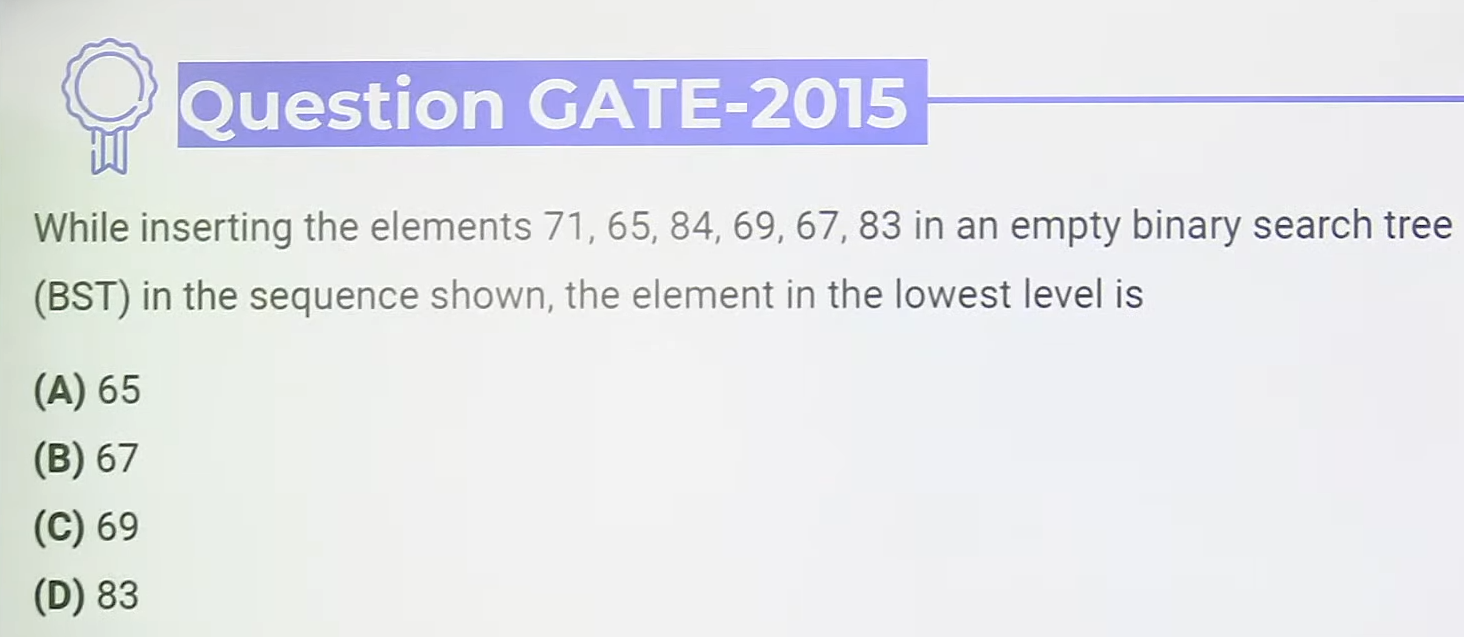 Question GATE-2015
While inserting the elements 71, 65, 84, 69, 67, 83 in an empty binary search tree
(BST) in the sequence shown, the element in the lowest level is
(A) 65
(B) 67
(C) 69
(D) 83